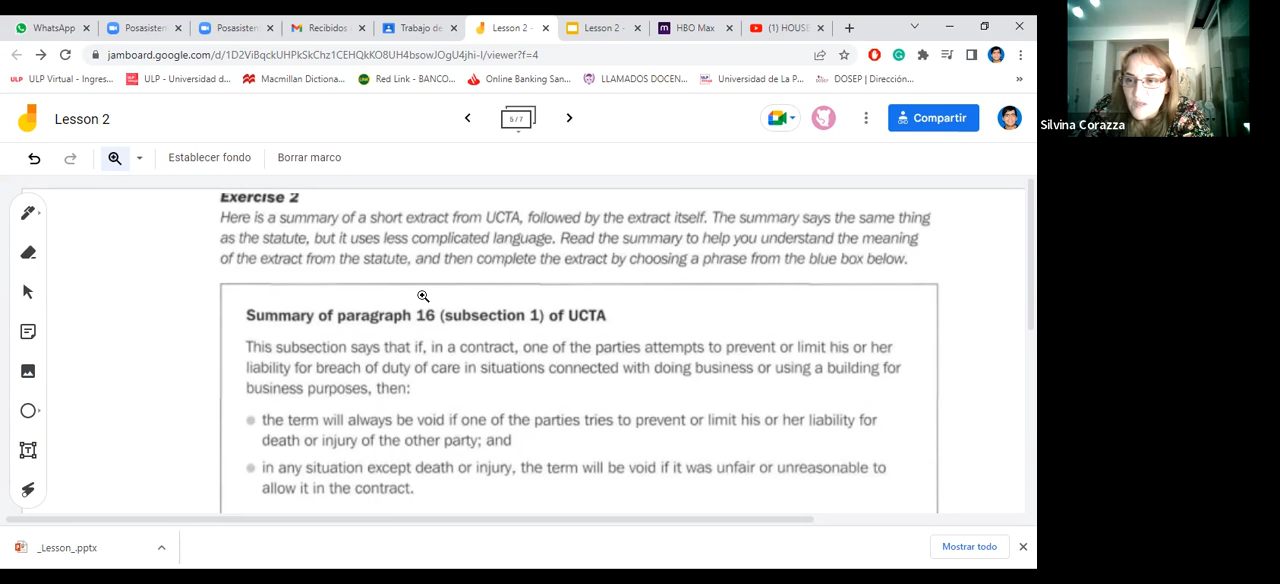 WhatsApp
Posasisten
Posasisten
Gmail Recibidos
Trabajo de
Lesson 2 -
Lesson 2 -
HBO Max
(1) HOUSE
jamboard.google.com/d/1D2ViBqckUHPkSkChz1CEHQkKO8UH4bsowJOgU4jhi-I/viewer?f=4
ULP Virtual - Ingres...
ULP - Universidad d...
Macmillan Dictiona...
Red Link - BANCO...
Online Banking San...
LLAMADOS DOCEN...
Universidad de La P...
DOSEP | Dirección...
»
Lesson 2
5/7
Compartir
Establecer fondo
Borrar marco
Exercise 2
Here is a summary of a short extract from UCTA, followed by the extract itself. The summary says the same thing
as the statute, but it uses less complicated language. Read the summary to help you understand the meaning
of the extract from the statute, and then complete the extract by choosing a phrase from the blue box below.
Summary of paragraph 16 (subsection 1) of UCTA
This subsection says that if, in a contract, one of the parties attempts to prevent or limit his or her
liability for breach of duty of care in situations connected with doing business or using a building for
business purposes, then:
the term will always be void if one of the parties tries to prevent or limit his or her liability for
death or injury of the other party; and
in any situation except death or injury, the term will be void if it was unfair or unreasonable to
allow it in the contract.
_Lesson_.pptx
Mostrar todo
Silvina Corazza